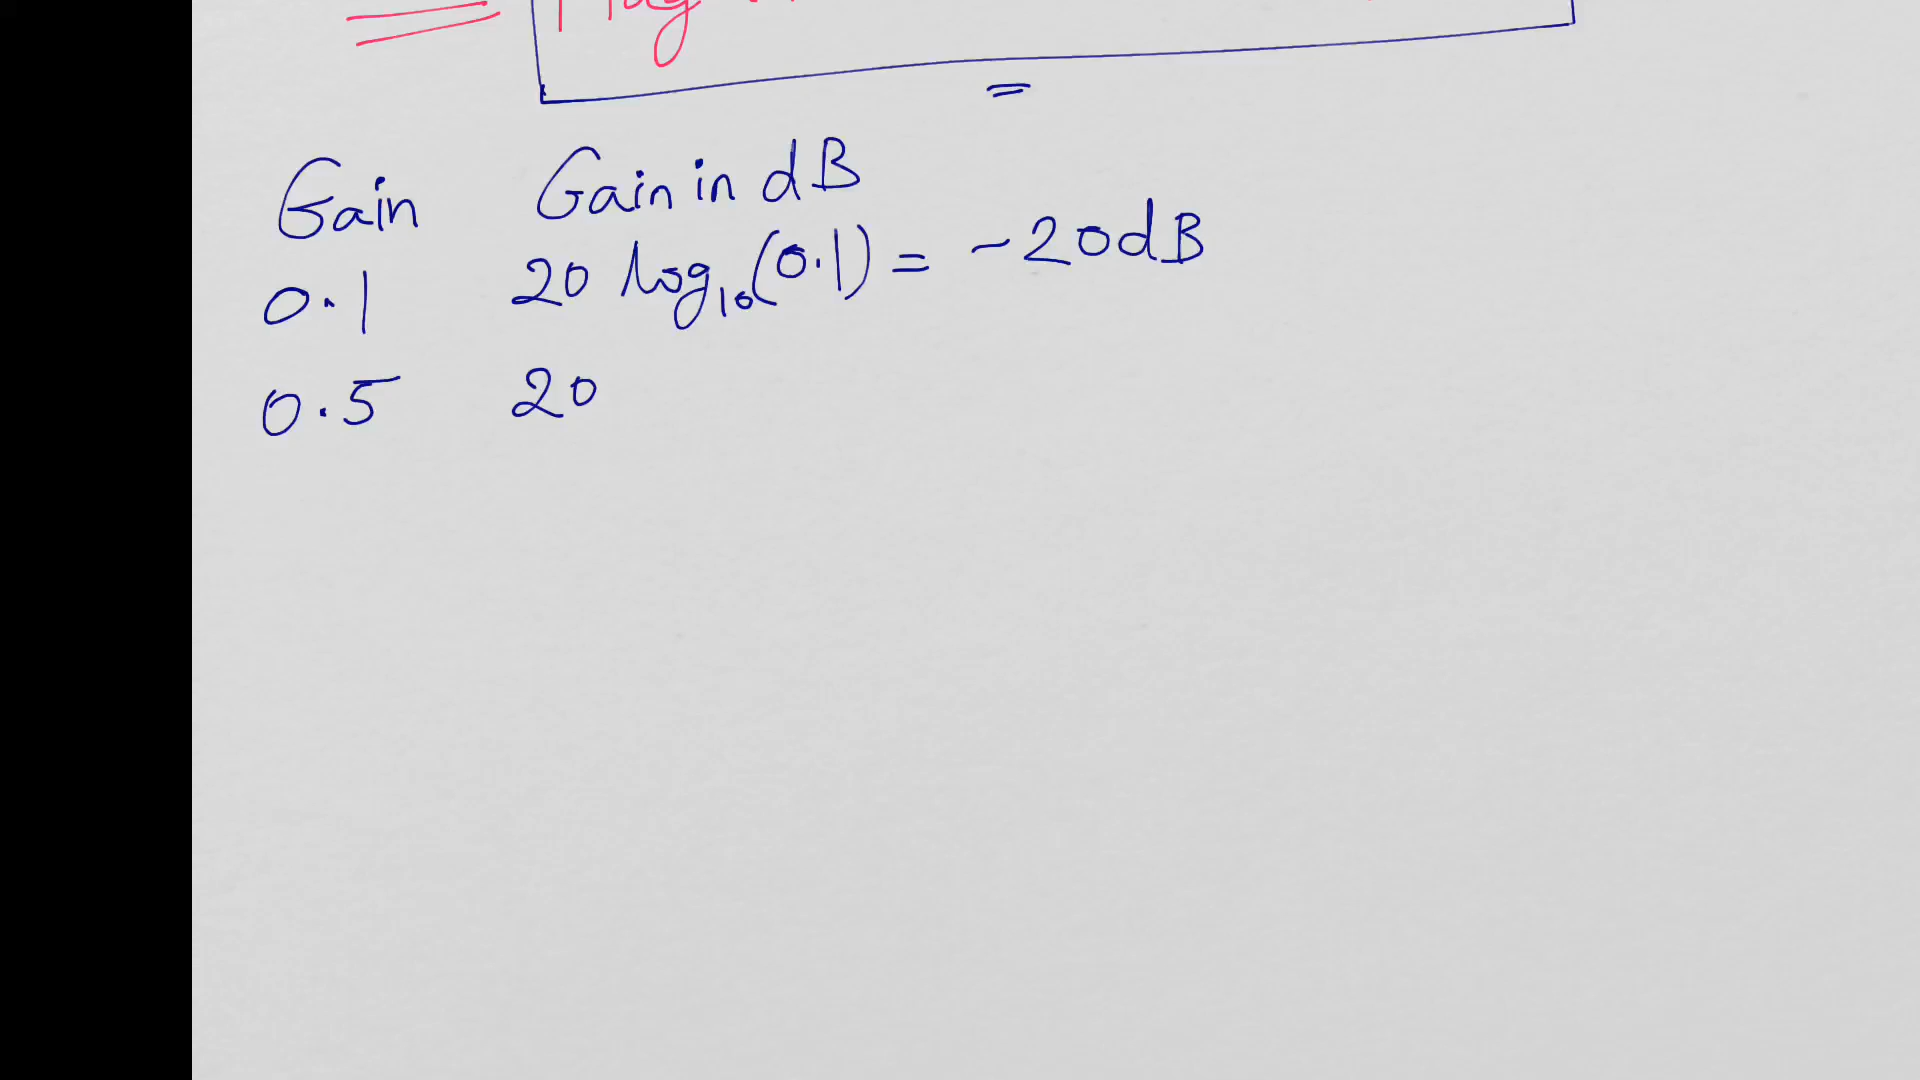 Gain Gain in dB
0.1 20 log₁₀(0.1) = -20dB
0.5 20